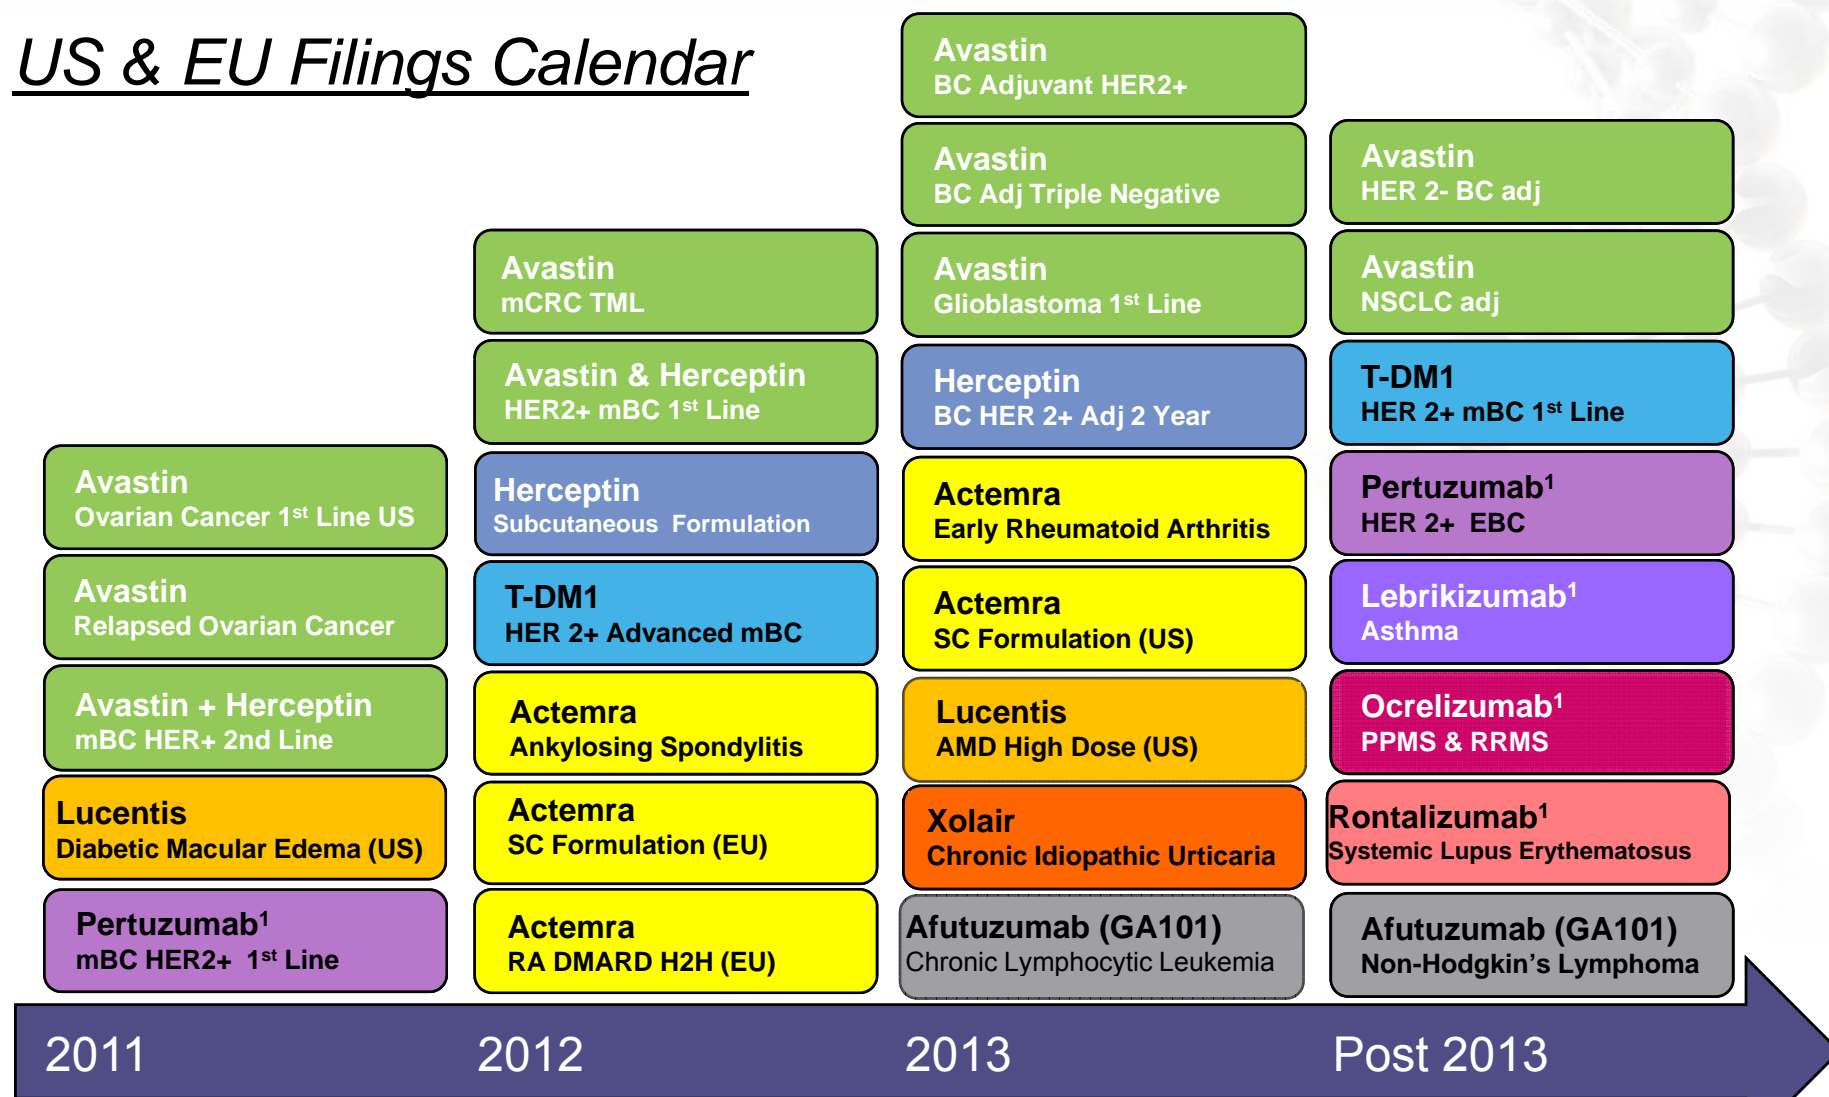 US & EU Filings Calendar
Avastin
Ovarian Cancer 1st Line US
Avastin
Relapsed Ovarian Cancer
Avastin + Herceptin
mBC HER+ 2nd Line
Lucentis
Diabetic Macular Edema (US)
Pertuzumab1
mBC HER2+ 1st Line
2011
Avastin
mCRC TML
Avastin & Herceptin
HER2+ mBC 1st Line
Herceptin
Subcutaneous Formulation
T-DM1
HER 2+ Advanced mBC
Actemra
Ankylosing Spondylitis
Actemra
SC Formulation (EU)
Actemra
RA DMARD H2H (EU)
2012
Avastin
BC Adjuvant HER2+
Avastin
BC Adj Triple Negative
Avastin
Glioblastoma 1st Line
Herceptin
BC HER 2+ Adj 2 Year
Actemra
Early Rheumatoid Arthritis
Actemra
SC Formulation (US)
Lucentis
AMD High Dose (US)
Xolair
Chronic Idiopathic Urticaria
Afutuzumab (GA101)
Chronic Lymphocytic Leukemia
2013
Avastin
HER 2- BC adj
Avastin
NSCLC adj
T-DM1
HER 2+ mBC 1st Line
Pertuzumab1
HER 2+ EBC
Lebrikizumab1
Asthma
Ocrelizumab1
PPMS & RRMS
Rontalizumab1
Systemic Lupus Erythematosus
Afutuzumab (GA101)
Non-Hodgkin's Lymphoma
Post 2013